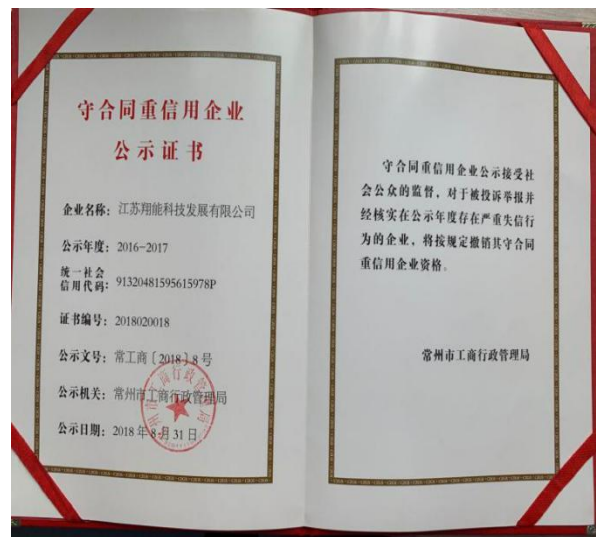 守合同重信用企业
公示证书
企业名称：江苏翔能科技发展有限公司
公示年度：2016-2017
统一社会
信用代码：91320481595615978P
证书编号：2018020018
公示文号：常工商〔2018〕8号
公示机关：常州市工商行政管理局
公示日期：2018年8月31日
守合同重信用企业公示接受社
会公众的监督，对于被投诉举报并
经核实在公示年度存在严重失信行
为的企业，将按规定撤销其守合同
重信用企业资格。
常州市工商行政管理局